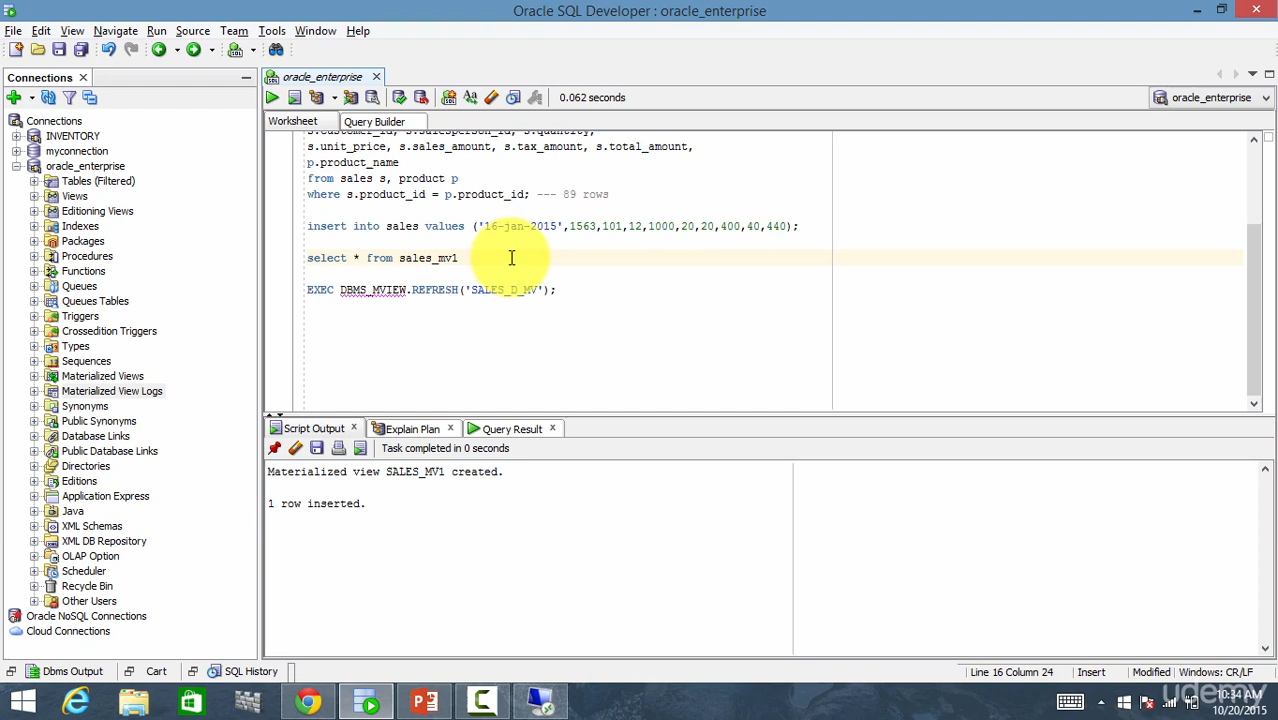 Oracle SQL Developer : oracle_enterprise
File Edit View Navigate Run Source Team Tools Window Help
Connections
oracle_enterprise
0.062 seconds
oracle_enterprise
Worksheet Query Builder
Connections
INVENTORY
myconnection
oracle_enterprise
Tables (Filtered)
Views
Editioning Views
Indexes
Packages
Procedures
Functions
Queues
Queues Tables
Triggers
Crossedition Triggers
Types
Sequences
Materialized Views
Materialized View Logs
Synonyms
Public Synonyms
Database Links
Public Database Links
Directories
Editions
Application Express
Java
XML Schemas
XML DB Repository
OLAP Option
Scheduler
Recycle Bin
Other Users
Oracle NoSQL Connections
Cloud Connections
s.customer_id, s.salesperson_id, s.quantity,
s.unit_price, s.sales_amount, s.tax_amount, s.total_amount,
p.product_name
from sales s, product p
where s.product_id = p.product_id; --- 89 rows
insert into sales values ('16-jan-2015',1563,101,12,1000,20,20,400,40,440);
select * from sales_mv1
EXEC DBMS_MVIEW.REFRESH('SALES_D_MV');
Script Output Explain Plan Query Result
Task completed in 0 seconds
Materialized view SALES_MV1 created.
1 row inserted.
Dbms Output Cart SQL History
Line 16 Column 24 Insert Modified Windows: CR/LF
udemy
10:34 AM
10/20/2015